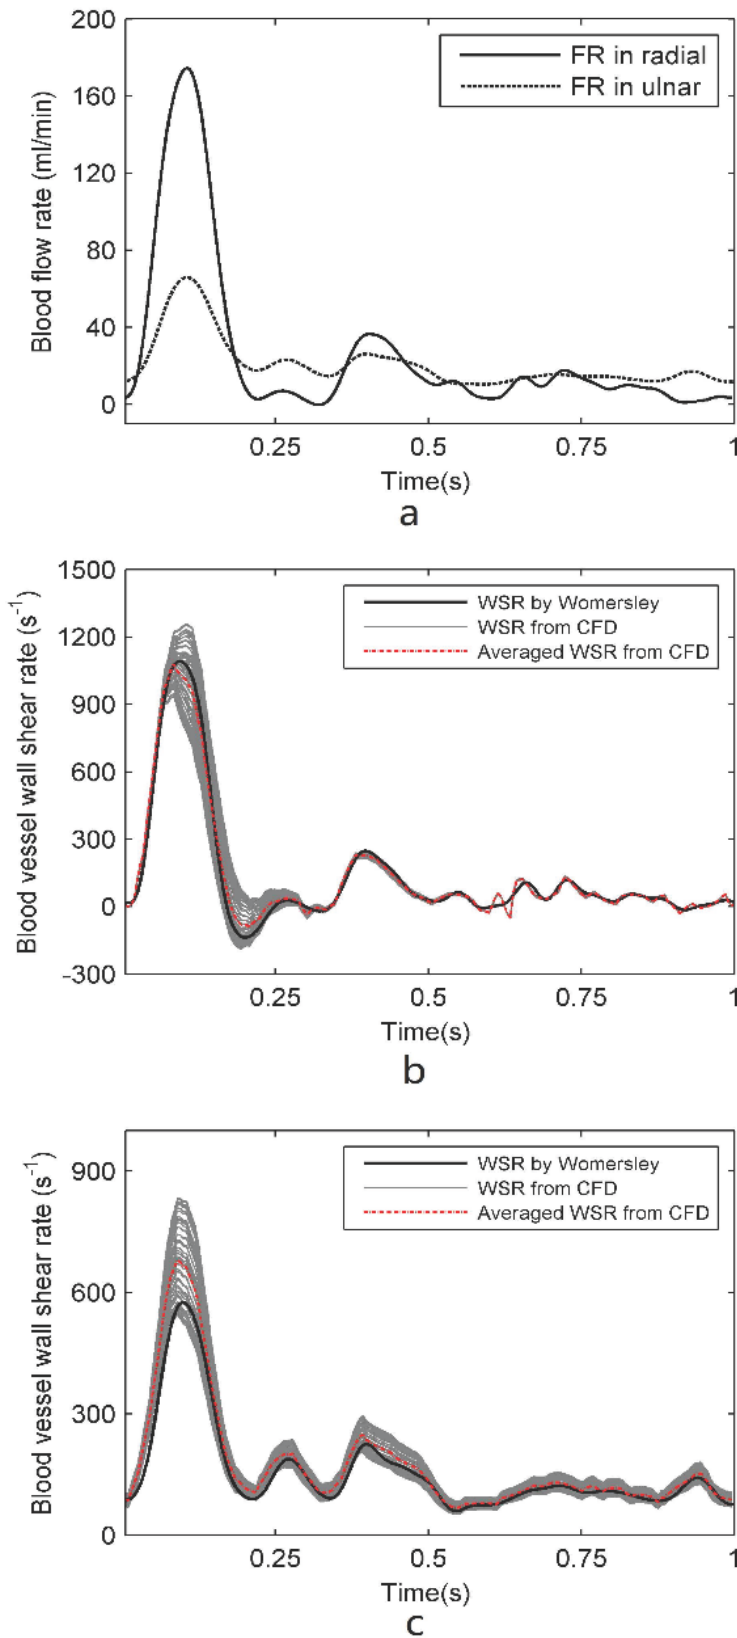 200
160
120
80
40
0
Blood flow rate (ml/min)
FR in radial
FR in ulnar
0.25 0.5 0.75 1
Time(s)
a
1500
1200
900
600
300
0
-300
Blood vessel wall shear rate (s⁻¹)
WSR by Womersley
WSR from CFD
Averaged WSR from CFD
0.25 0.5 0.75 1
Time(s)
b
900
600
300
0
Blood vessel wall shear rate (s⁻¹)
WSR by Womersley
WSR from CFD
Averaged WSR from CFD
0.25 0.5 0.75 1
Time(s)
c